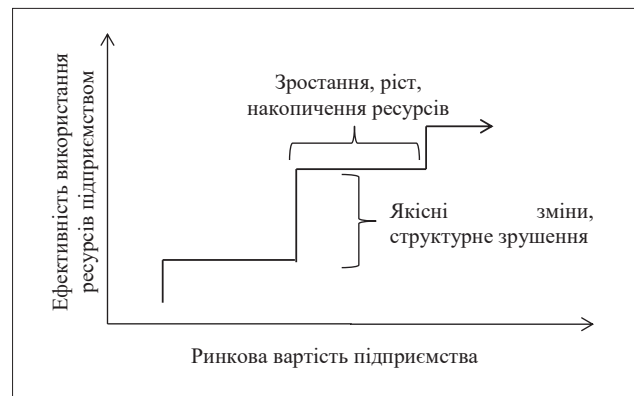 Ефективність використання
ресурсів підприємством
Зростання, ріст,
накопичення ресурсів
Якісні зміни,
структурне зрушення
Ринкова вартість підприємства